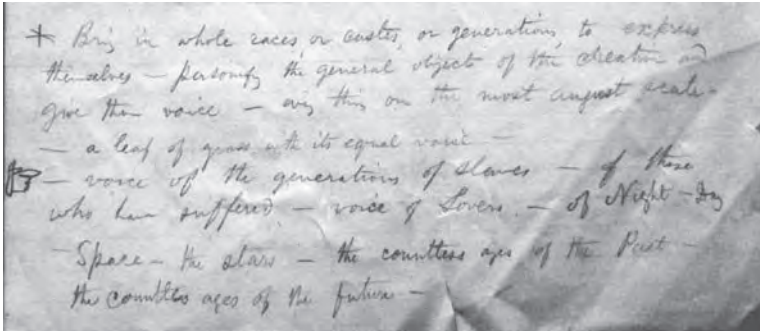 + Bring in whole races, or castes, or generations, to express
themselves — personify the general objects of the creative and
give them voice — every thing on the most august scale —
— a leaf of grass, with its equal voice —
— voice of the generations of slaves — of those
who have suffered — voice of Lovers — of Night — Day
— Space — the stars — the countless ages of the Past —
the countless ages of the future —